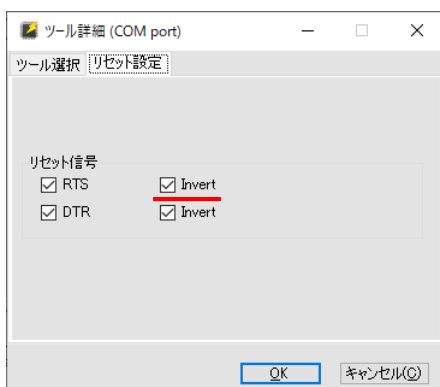 ツール詳細 (COM port)
ツール選択 リセット設定
リセット信号
RTS Invert
DTR Invert
OK キャンセル(C)